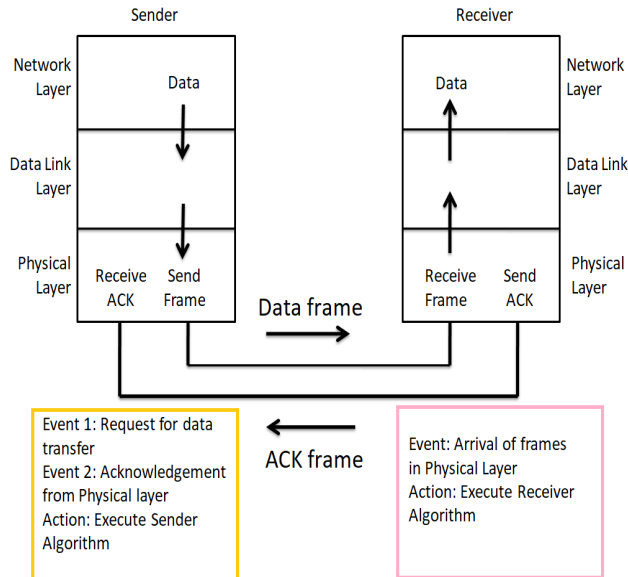 Sender
Receiver
Network
Layer
Data
Data
Network
Layer
Data Link
Layer
Data Link
Layer
Physical
Layer
Receive
ACK
Send
Frame
Receive
Frame
Send
ACK
Physical
Layer
Data frame
ACK frame
Event 1: Request for data
transfer
Event 2: Acknowledgement
from Physical layer
Action: Execute Sender
Algorithm
Event: Arrival of frames
in Physical Layer
Action: Execute Receiver
Algorithm